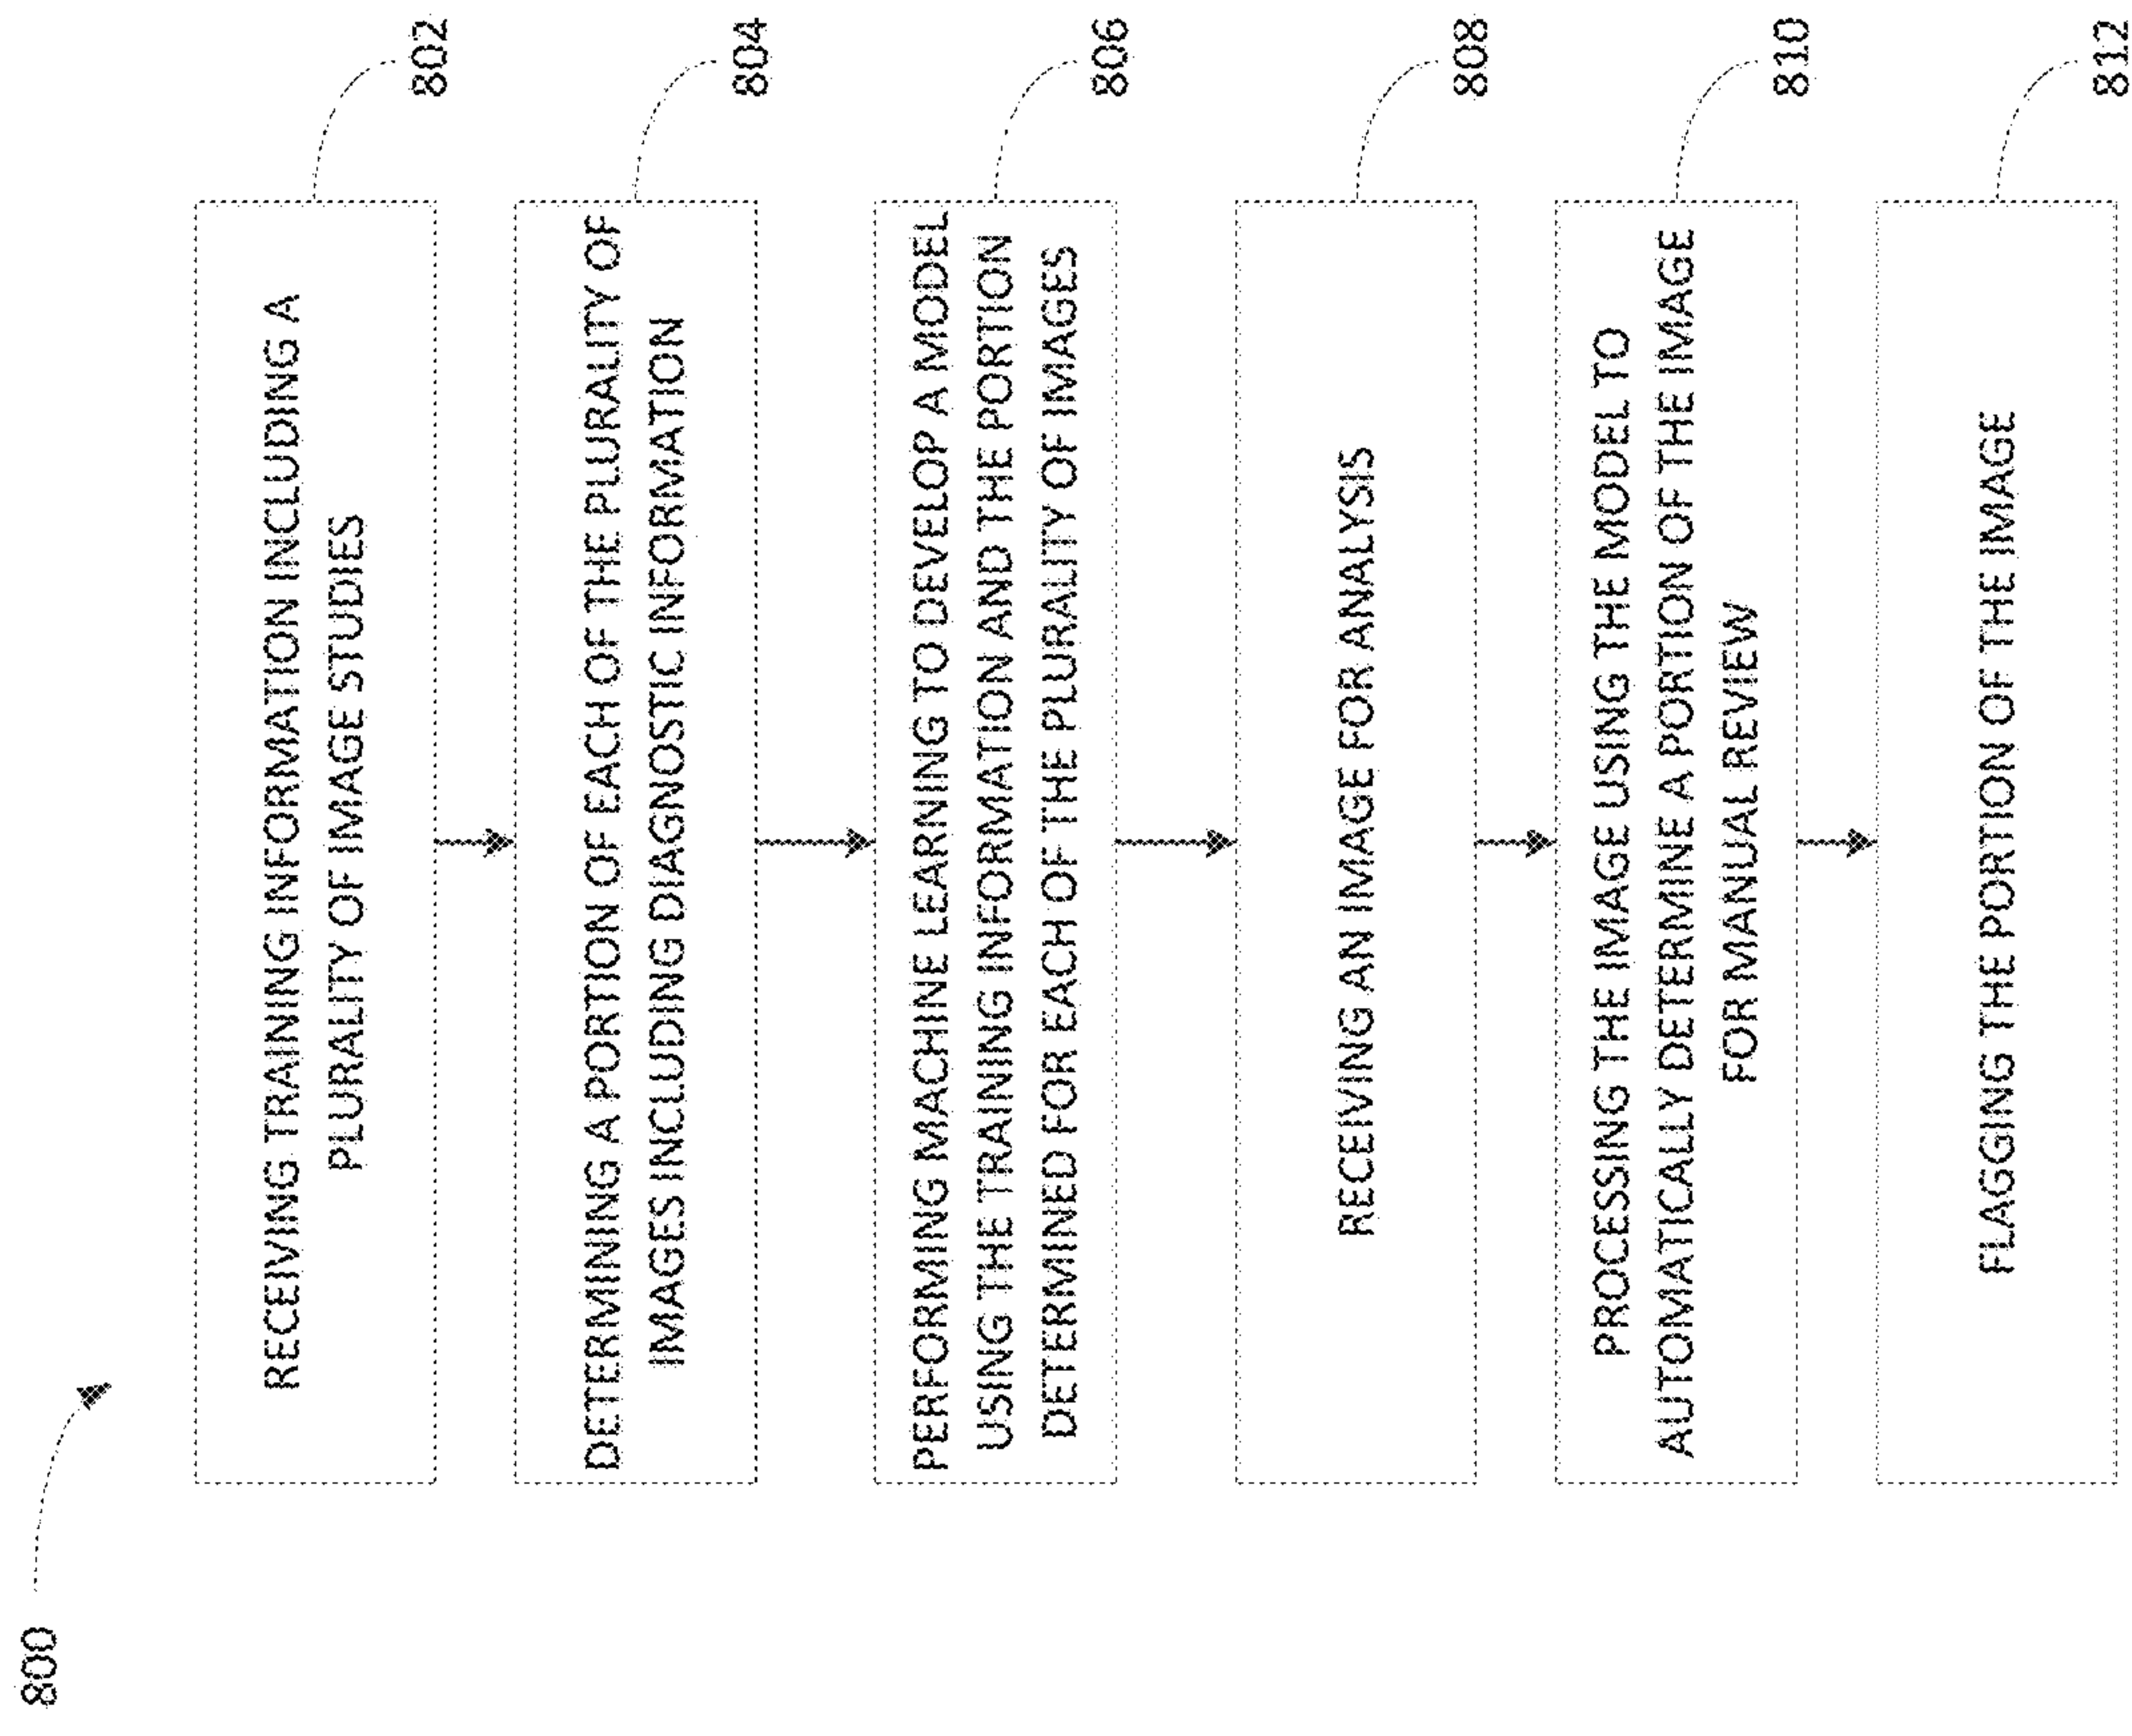 800
RECEIVING TRAINING INFORMATION INCLUDING A
PLURALITY OF IMAGE STUDIES
802
DETERMINING A PORTION OF EACH OF THE PLURALITY OF
IMAGES INCLUDING DIAGNOSTIC INFORMATION
804
PERFORMING MACHINE LEARNING TO DEVELOP A MODEL
USING THE TRAINING INFORMATION AND THE PORTION
DETERMINED FOR EACH OF THE PLURALITY OF IMAGES
806
RECEIVING AN IMAGE FOR ANALYSIS
808
PROCESSING THE IMAGE USING THE MODEL TO
AUTOMATICALLY DETERMINE A PORTION OF THE IMAGE
FOR MANUAL REVIEW
810
FLAGGING THE PORTION OF THE IMAGE
812